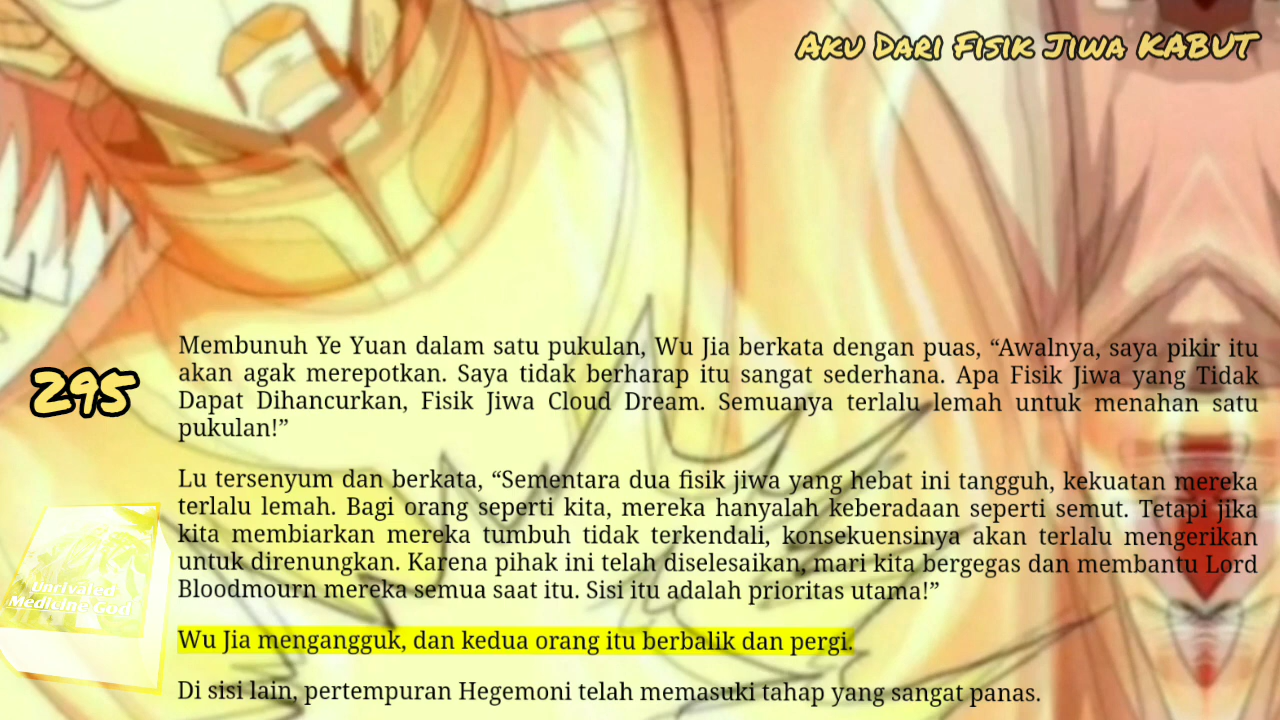 Aku Dari Fisik Jiwa KABUT
Membunuh Ye Yuan dalam satu pukulan, Wu Jia berkata dengan puas, “Awalnya, saya pikir itu
akan agak merepotkan. Saya tidak berharap itu sangat sederhana. Apa Fisik Jiwa yang Tidak
Dapat Dihancurkan, Fisik Jiwa Cloud Dream. Semuanya terlalu lemah untuk menahan satu
pukulan!”
295
Lu tersenyum dan berkata, “Sementara dua fisik jiwa yang hebat ini tangguh, kekuatan mereka
terlalu lemah. Bagi orang seperti kita, mereka hanyalah keberadaan seperti semut. Tetapi jika
kita membiarkan mereka tumbuh tidak terkendali, konsekuensinya akan terlalu mengerikan
untuk direnungkan. Karena pihak ini telah diselesaikan, mari kita bergegas dan membantu Lord
Bloodmourn mereka semua saat itu. Sisi itu adalah prioritas utama!”
Unrivaled
Medicine God
Wu Jia mengangguk, dan kedua orang itu berbalik dan pergi.
Di sisi lain, pertempuran Hegemoni telah memasuki tahap yang sangat panas.